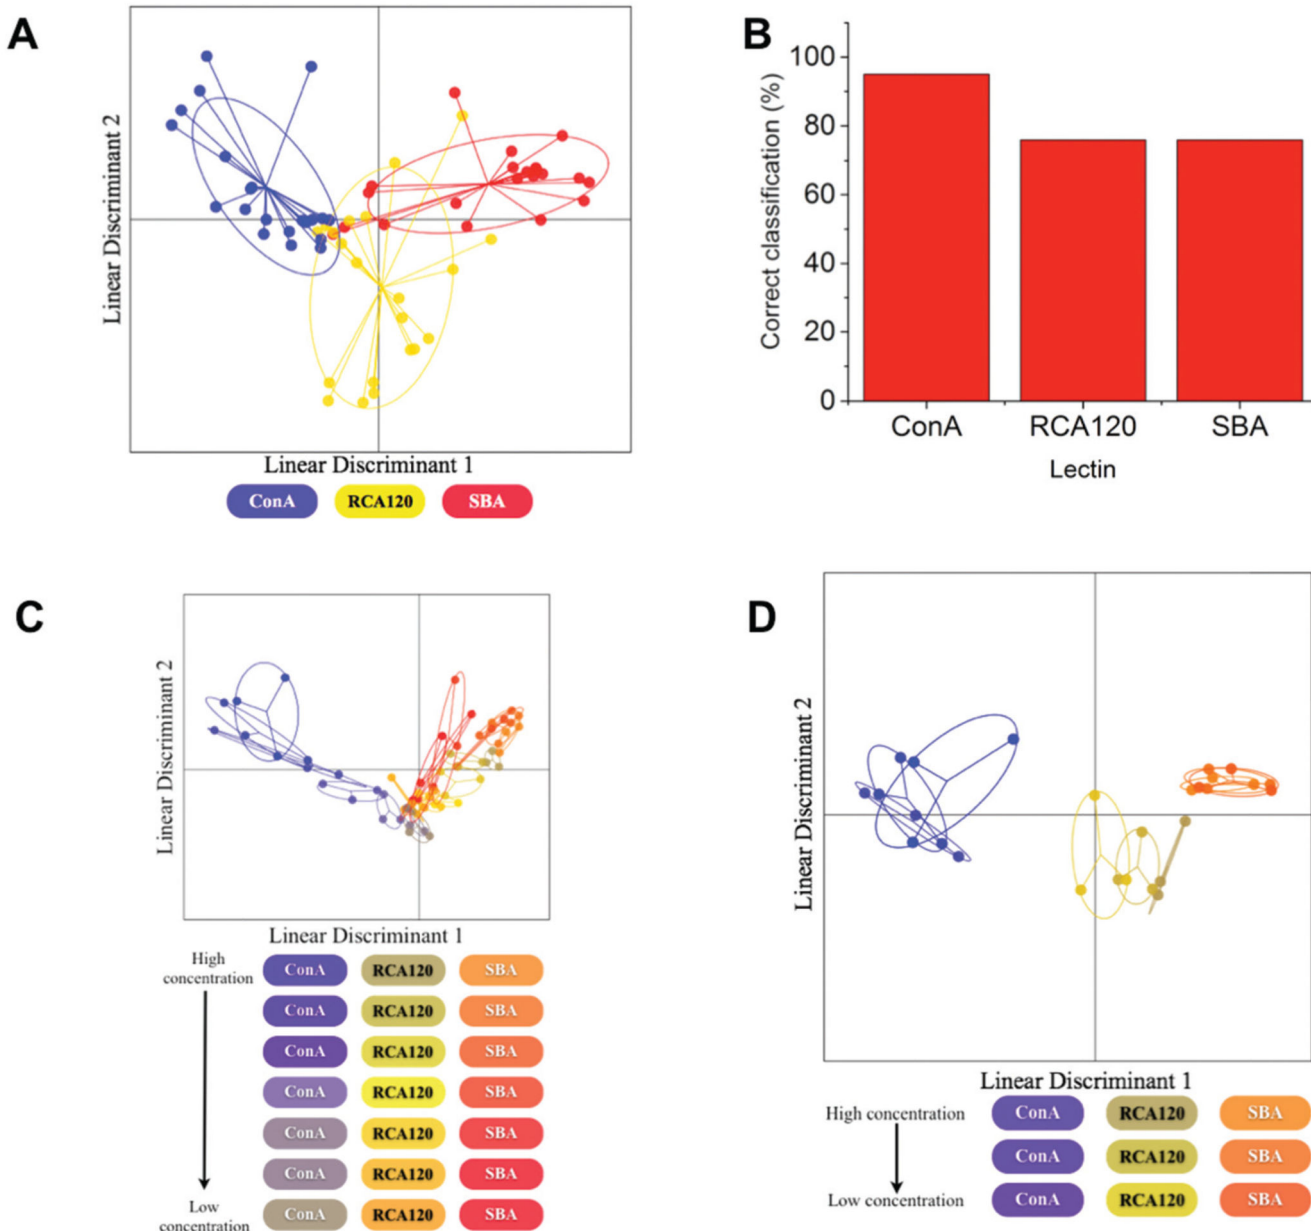 A
Linear Discriminant 2
Linear Discriminant 1
ConA RCA120 SBA
B
Correct classification (%)
100
80
60
40
20
0
ConA RCA120 SBA
Lectin
C
Linear Discriminant 2
Linear Discriminant 1
High
concentration
ConA RCA120 SBA
ConA RCA120 SBA
ConA RCA120 SBA
ConA RCA120 SBA
ConA RCA120 SBA
ConA RCA120 SBA
Low
concentration
ConA RCA120 SBA
D
Linear Discriminant 2
Linear Discriminant 1
High concentration
ConA RCA120 SBA
ConA RCA120 SBA
Low concentration
ConA RCA120 SBA